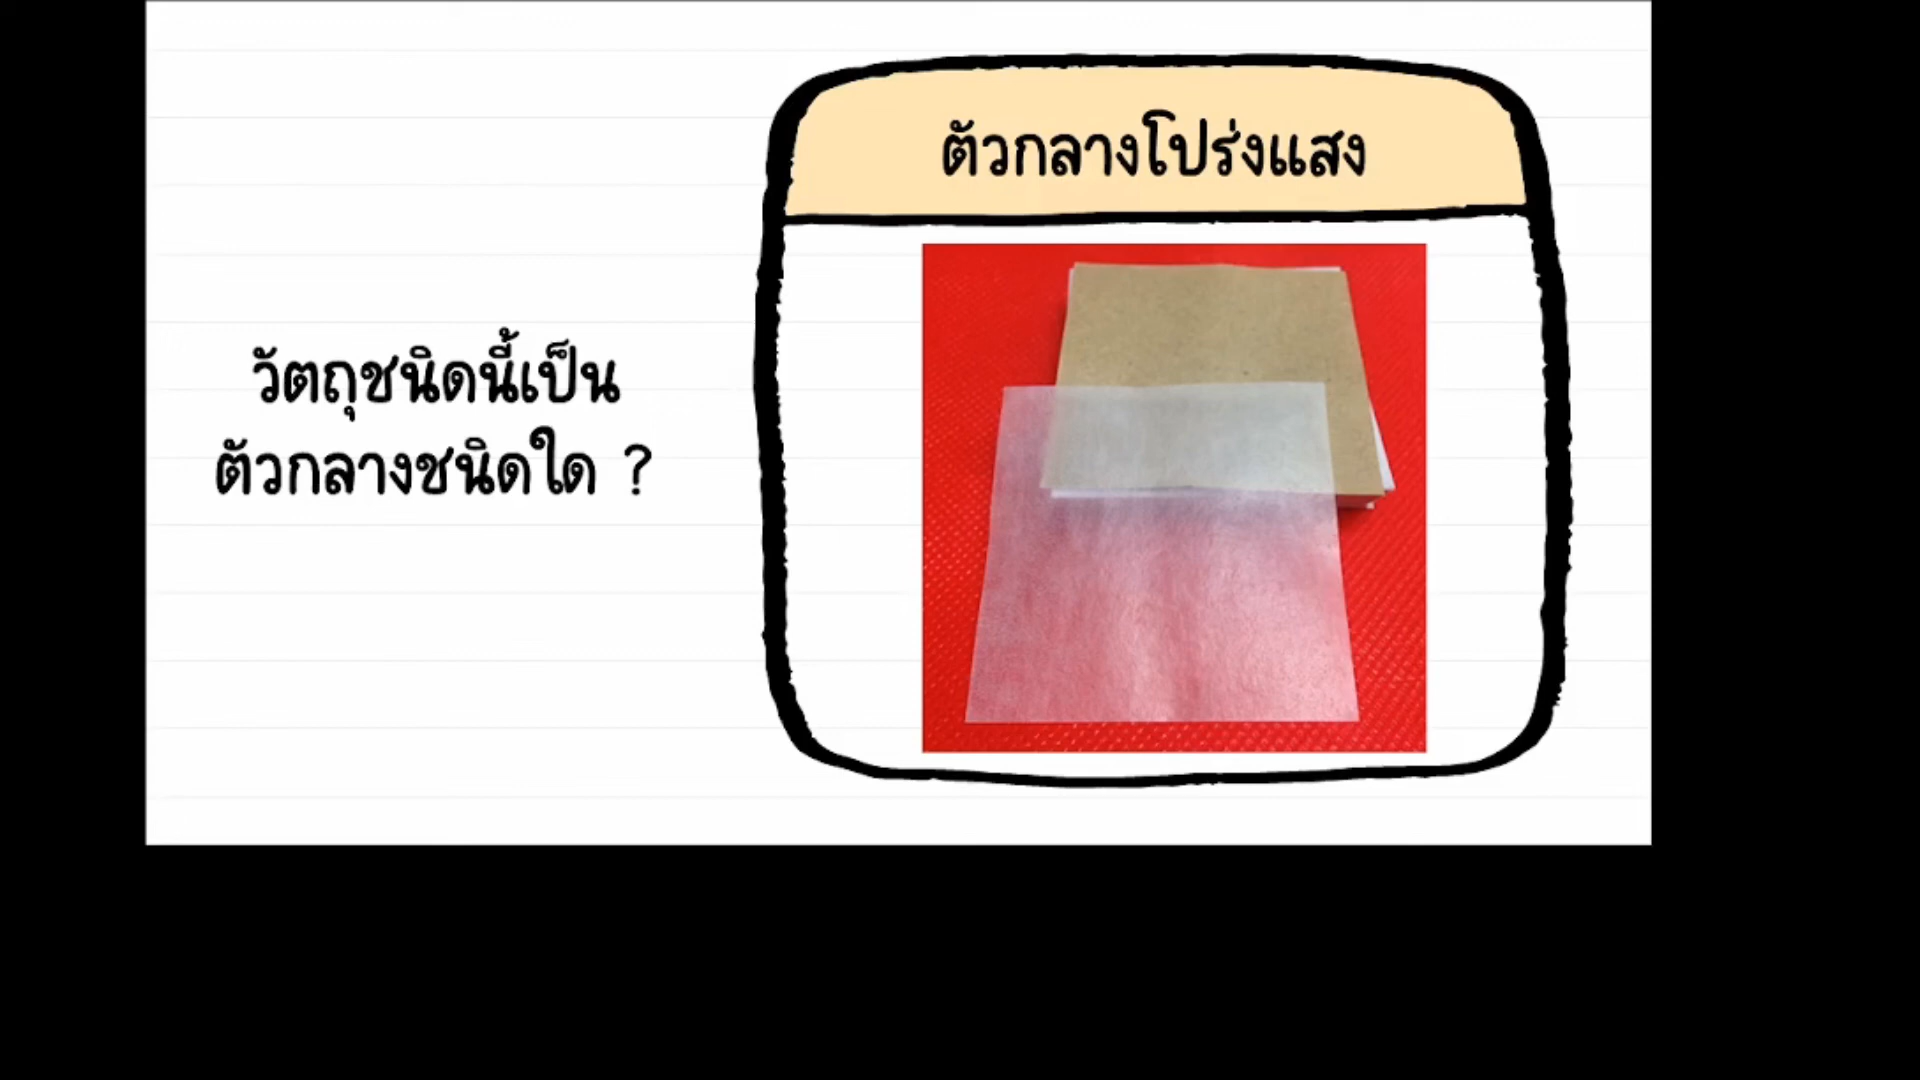 ตัวกลางโปร่งแสง
วัตถุชนิดนี้เป็น
ตัวกลางชนิดใด ?